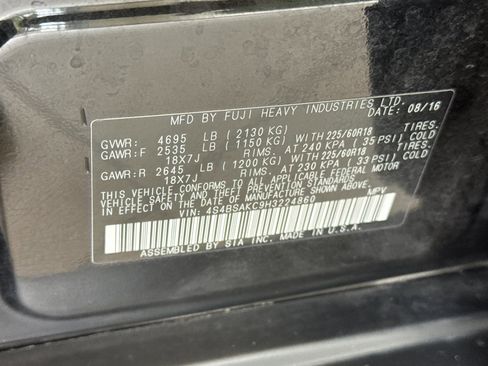 MFD BY FUJI HEAVY INDUSTRIES LTD. 08/16
GVWR: 4695 LB (2130 KG)
GAWR:F 2535 LB (1150 KG) WITH 225/60R18 TIRES.
18X7J RIMS. AT 240 KPA (35 PSI) COLD
GAWR:R 2645 LB (1200 KG) WITH 225/60R18 TIRES.
18X7J RIMS. AT 230 KPA (33 PSI) COLD
THIS VEHICLE CONFORMS TO ALL APPLICABLE FEDERAL MOTOR
VEHICLE SAFETY AND THEFT PREVENTION STANDARDS
IN EFFECT ON THE DATE OF MANUFACTURE SHOWN ABOVE.
VIN: 4S4BSAKC9H3224860 MPV
ASSEMBLED BY SIA INC. MADE IN U.S.A.